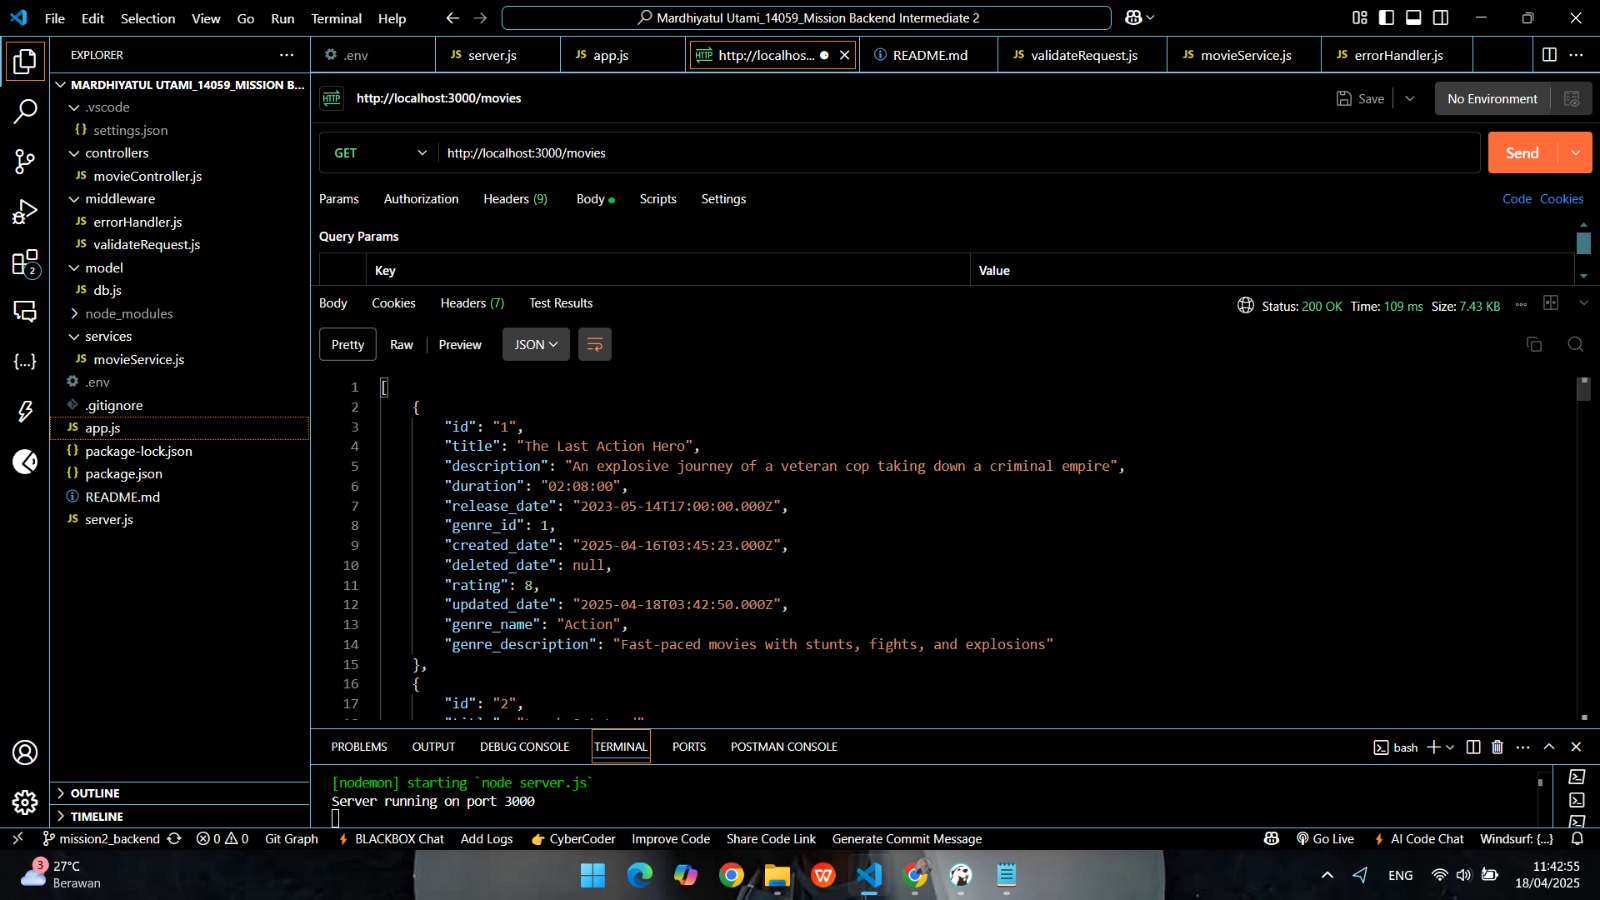 File Edit Selection View Go Run Terminal Help
Mardhiyatul Utami_14059_Mission Backend Intermediate 2
EXPLORER
.env
server.js
app.js
http://localhos...
README.md
validateRequest.js
movieService.js
errorHandler.js
MARDHIYATUL UTAMI_14059_MISSION B...
.vscode
settings.json
controllers
movieController.js
middleware
errorHandler.js
validateRequest.js
model
db.js
node_modules
services
movieService.js
.env
.gitignore
app.js
package-lock.json
package.json
README.md
server.js
OUTLINE
TIMELINE
2
HTTP http://localhost:3000/movies
Save
No Environment
GET http://localhost:3000/movies
Send
Params Authorization Headers (9) Body Scripts Settings
Code Cookies
Query Params
Key Value
Body Cookies Headers (7) Test Results
Status: 200 OK Time: 109 ms Size: 7.43 KB
Pretty Raw Preview JSON
1 [
2 {
3 "id": "1",
4 "title": "The Last Action Hero",
5 "description": "An explosive journey of a veteran cop taking down a criminal empire",
6 "duration": "02:08:00",
7 "release_date": "2023-05-14T17:00:00.000Z",
8 "genre_id": 1,
9 "created_date": "2025-04-16T03:45:23.000Z",
10 "deleted_date": null,
11 "rating": 8,
12 "updated_date": "2025-04-18T03:42:50.000Z",
13 "genre_name": "Action",
14 "genre_description": "Fast-paced movies with stunts, fights, and explosions"
15 },
16 {
17 "id": "2",
PROBLEMS OUTPUT DEBUG CONSOLE TERMINAL PORTS POSTMAN CONSOLE
bash
[nodemon] starting `node server.js`
Server running on port 3000
mission2_backend 0 0 Git Graph BLACKBOX Chat Add Logs CyberCoder Improve Code Share Code Link Generate Commit Message
Go Live AI Code Chat Windsurf: {...}
3
27°C
Berawan
ENG
11:42:55
18/04/2025